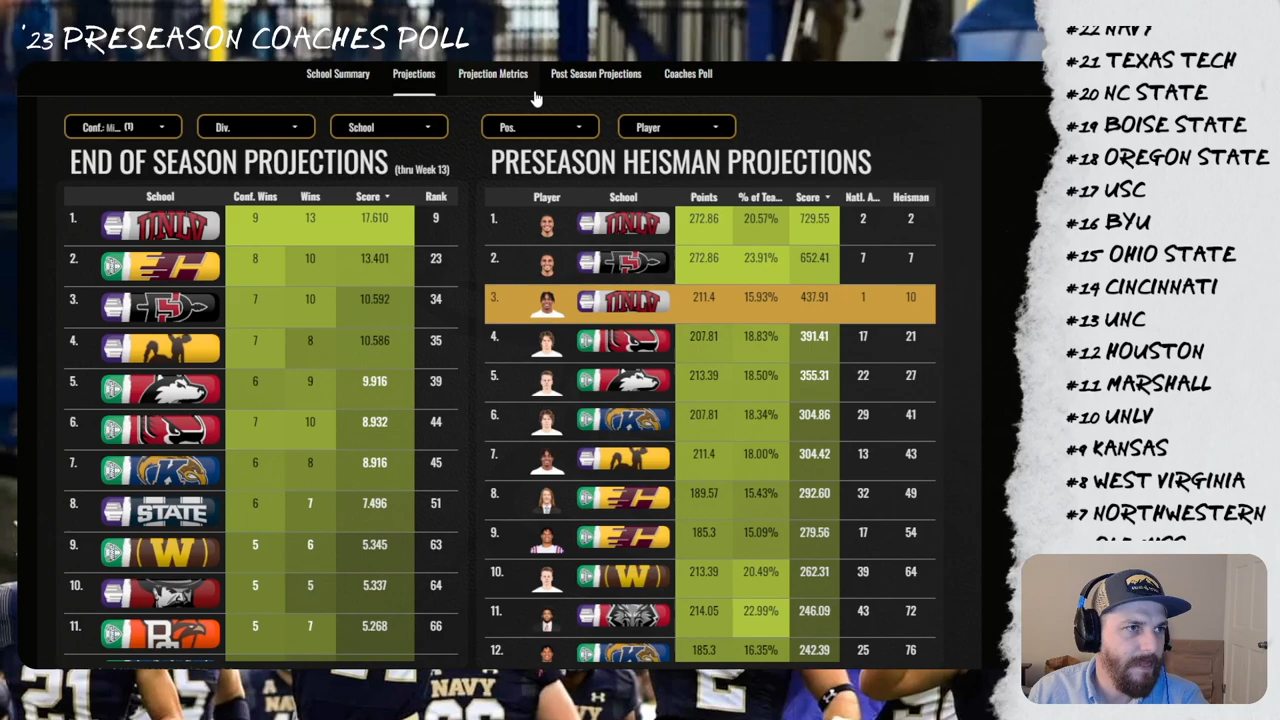 '23 PRESEASON COACHES POLL
School Summary Projections Projection Metrics Post Season Projections Coaches Poll
Conf.: Mi... (1) Div. School Pos. Player
END OF SEASON PROJECTIONS (thru Week 13)
School Conf. Wins Wins Score Rank
1. UNLV 9 13 17.610 9
2. 8 10 13.401 23
3. 7 10 10.592 34
4. 7 8 10.586 35
5. 6 9 9.916 39
6. 7 10 8.932 44
7. 6 8 8.916 45
8. STATE 6 7 7.496 51
9. W 5 6 5.345 63
10. 5 5 5.337 64
11. 5 7 5.268 66
PRESEASON HEISMAN PROJECTIONS
Player School Points % of Tea... Score Natl. A... Heisman
1. UNLV 272.86 20.57% 729.55 2 2
2. 272.86 23.91% 652.41 7 7
3. UNLV 211.4 15.93% 437.91 1 10
4. 207.81 18.83% 391.41 17 21
5. 213.39 18.50% 355.31 22 27
6. K 207.81 18.34% 304.86 29 41
7. 211.4 18.00% 304.42 13 43
8. 189.57 15.43% 292.60 32 49
9. 185.3 15.09% 279.56 17 54
10. W 213.39 20.49% 262.31 39 64
11. 214.05 22.99% 246.09 43 72
12. 185.3 16.35% 242.39 25 76
#22 NAVY
#21 TEXAS TECH
#20 NC STATE
#19 BOISE STATE
#18 OREGON STATE
#17 USC
#16 BYU
#15 OHIO STATE
#14 CINCINNATI
#13 UNC
#12 HOUSTON
#11 MARSHALL
#10 UNLV
#9 KANSAS
#8 WEST VIRGINIA
#7 NORTHWESTERN
21
NAVY
2